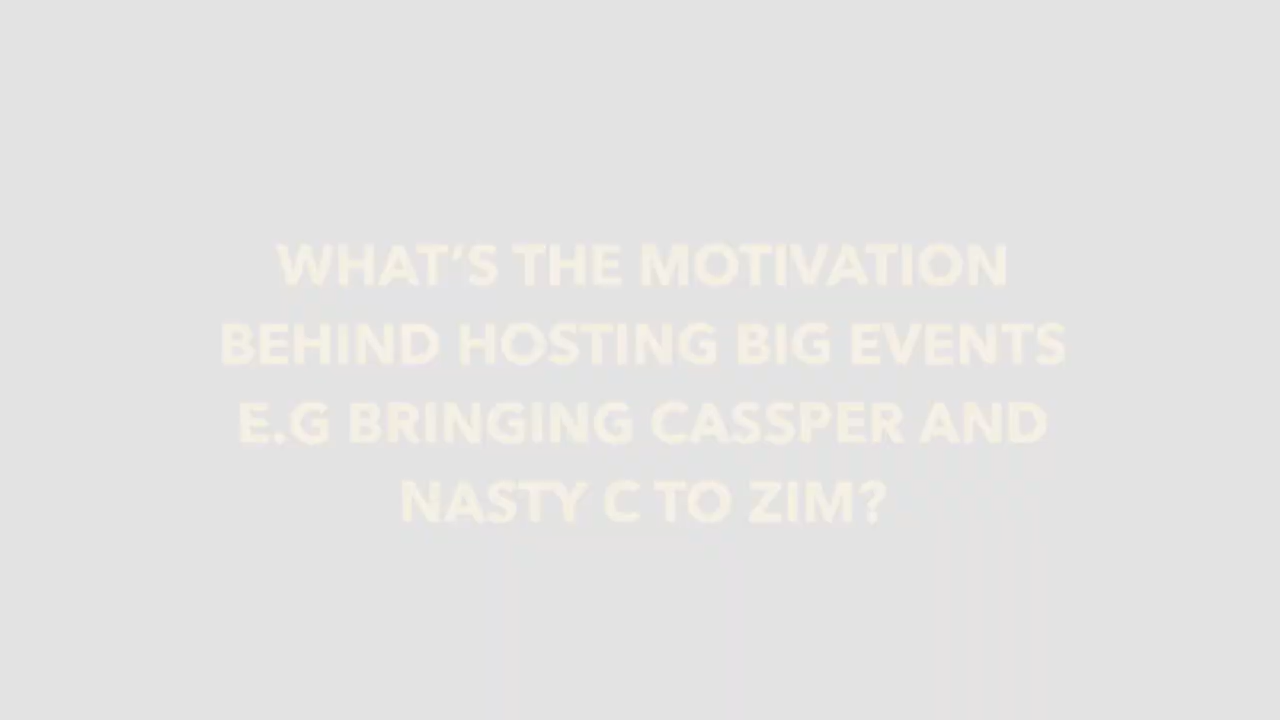 WHAT'S THE MOTIVATION
BEHIND HOSTING BIG EVENTS
E.G BRINGING CASSPER AND
NASTY C TO ZIM?